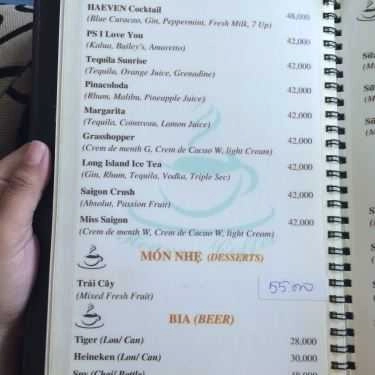 HAEVEN Cocktail 48,000
(Blue Caracao, Gin, Peppermint, Fresh Milk, 7 Up)
PS I Love You 42,000
(Kalua, Bailey's, Amaretto)
Tequila Sunrise 42,000
(Tequila, Orange Juice, Grenadine)
Pinacoloda 42,000
(Rhum, Malibu, Pineapple Juice)
Margarita 42,000
(Tequila, Cointreau, Lamon Juice)
Grasshopper 42,000
(Crem de menth G, Crem de Cacao W, light Cream)
Long Island Ice Tea 42,000
(Gin, Rhum, Tequila, Vodka, Triple Sec)
Saigon Crush 42,000
(Absolut, Passion Fruit)
Miss Saigon 42,000
(Crem de menth W, Crem de Cacao W, light Cream)
MÓN NHẸ (DESSERTS)
Trái Cây 55.000
(Mixed Fresh Fruit)
BIA (BEER)
Tiger (Lon/ Can) 28,000
Heineken (Lon/ Can) 30,000